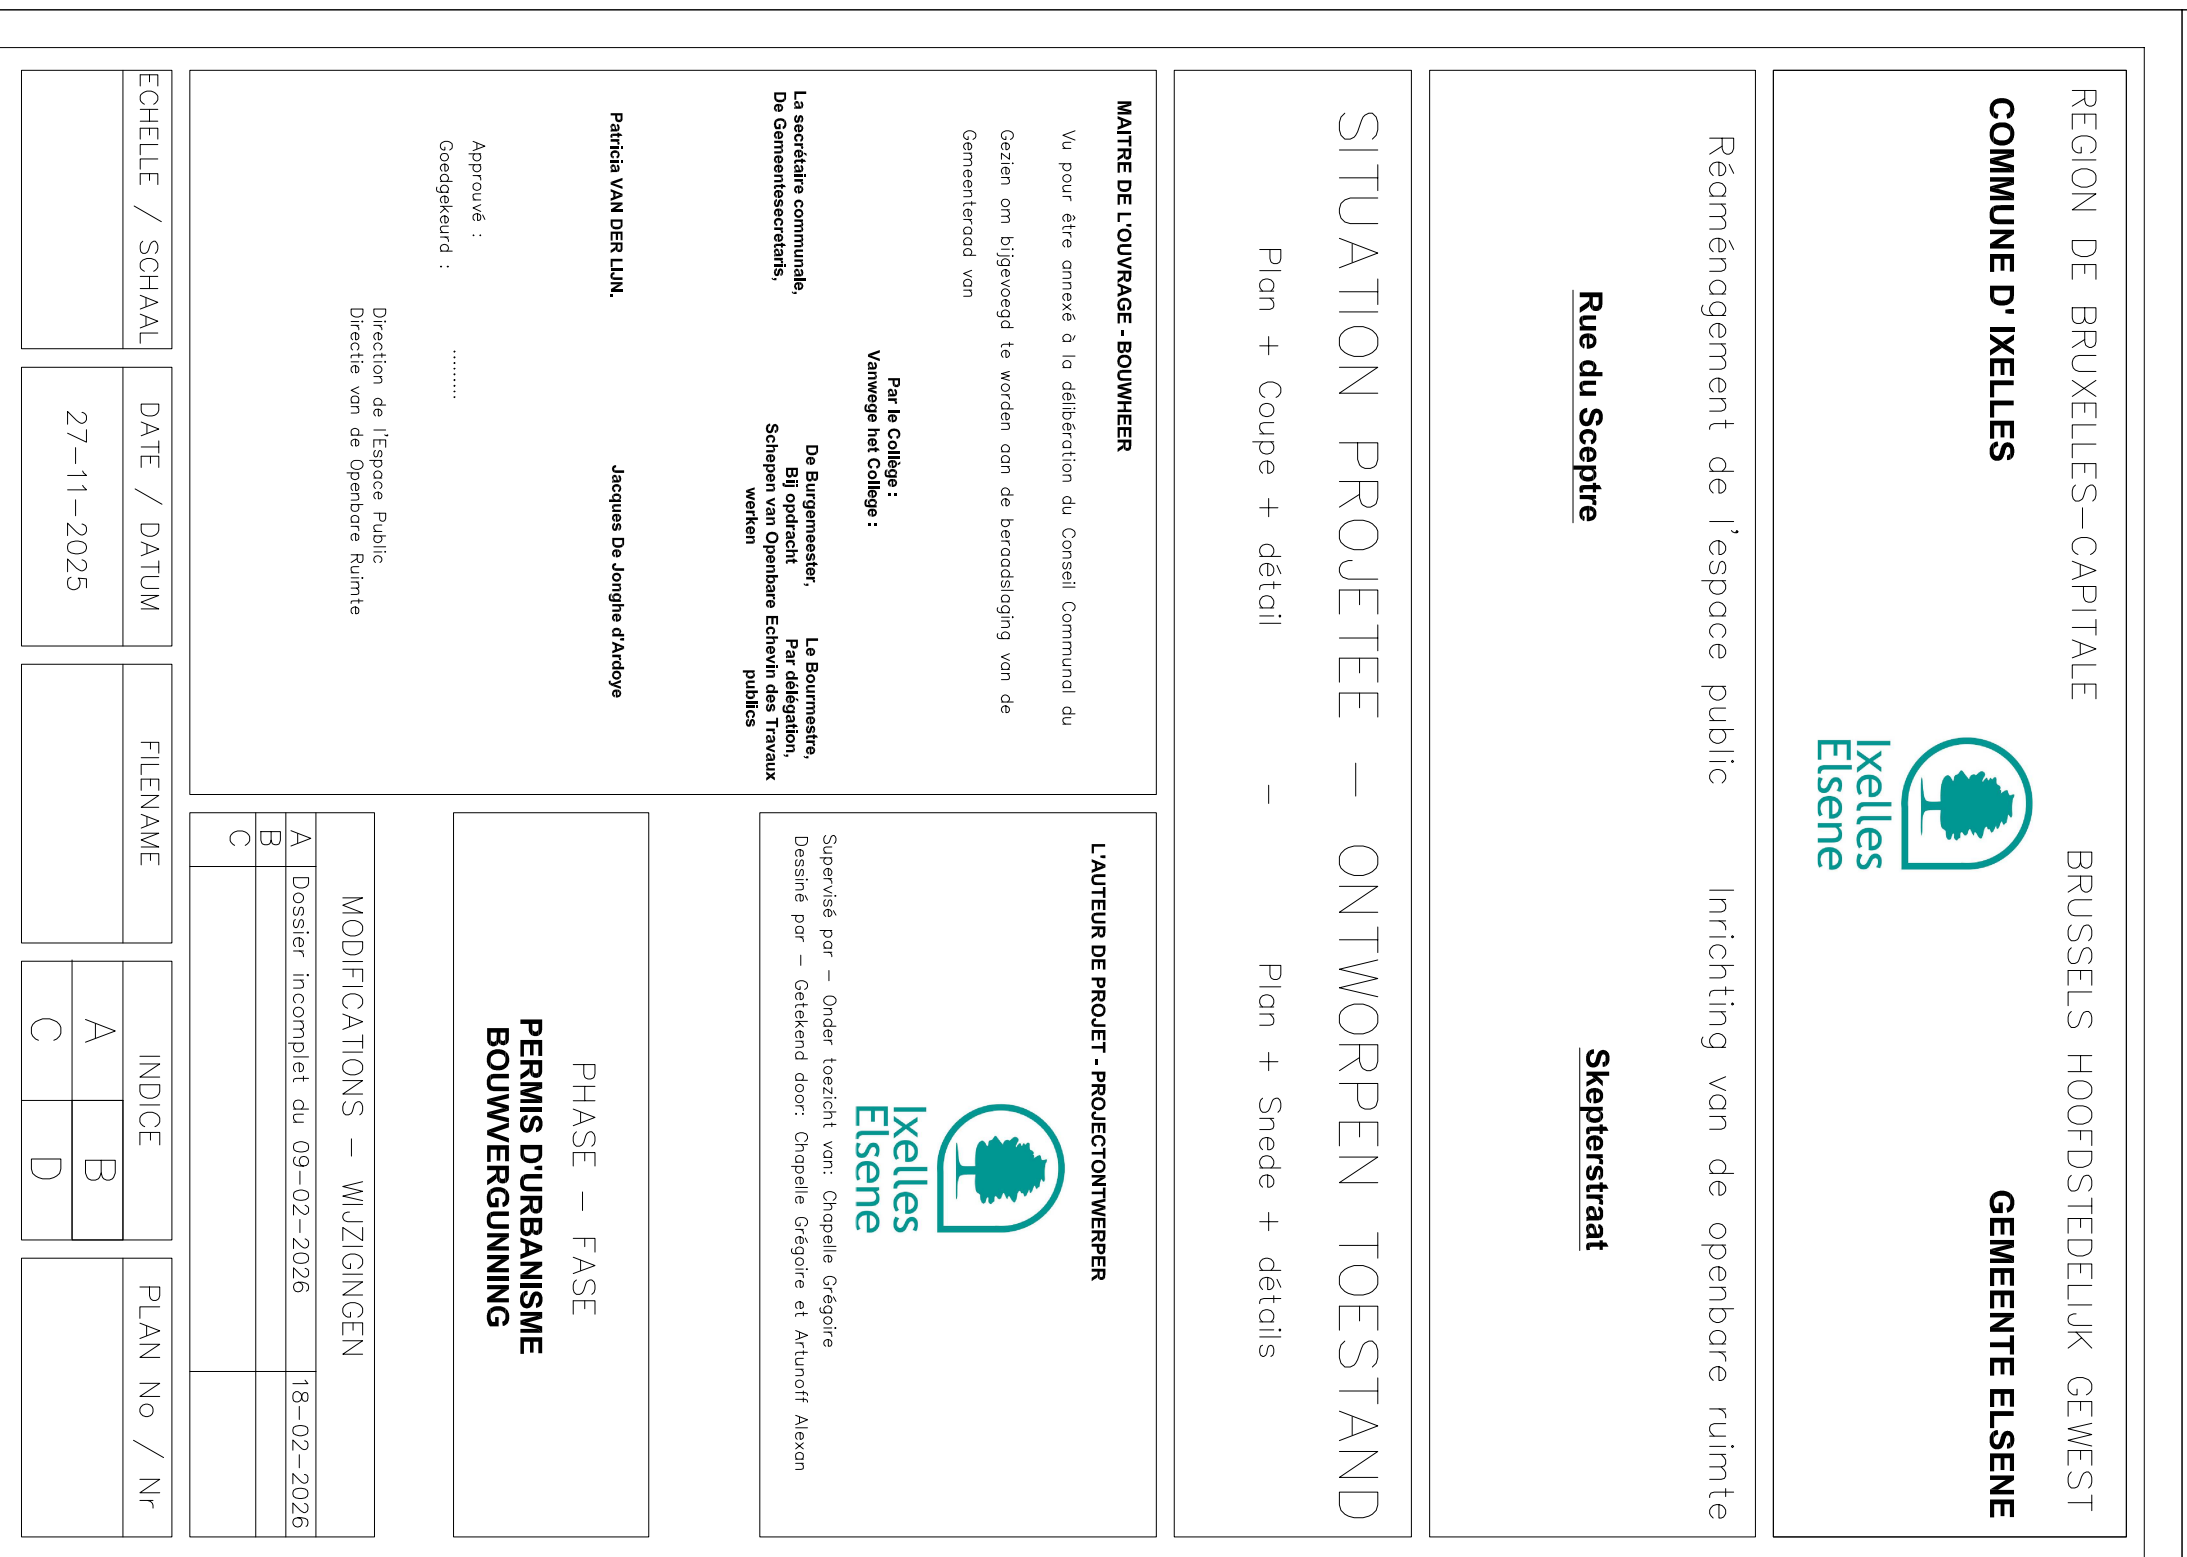 REGION DE BRUXELLES-CAPITALE
BRUSSELS HOOFDSTEDELIJK GEWEST
COMMUNE D' IXELLES
GEMEENTE ELSENE
Ixelles
Elsene
Réaménagement de l'espace public
Inrichting van de openbare ruimte
Rue du Sceptre
Skepterstraat
SITUATION PROJETEE - ONTWORPEN TOESTAND
Plan + Coupe + détail - Plan + Snede + détails
MAITRE DE L'OUVRAGE - BOUWHEER
Vu pour être annexé à la délibération du Conseil Communal du
Gezien om bijgevoegd te worden aan de beraadslaging van de
Gemeenteraad van
Par le Collège :
Vanwege het College :
La secrétaire communale,
De Gemeentesecretaris,
De Burgemeester,
Bij opdracht
Schepen van Openbare
werken
Le Bourmestre,
Par délégation,
Echevin des Travaux
publics
Patricia VAN DER LIJN.
Jacques De Jonghe d'Ardoye
Approuvé :
Goedgekeurd :
.........
Direction de l'Espace Public
Directie van de Openbare Ruimte
L'AUTEUR DE PROJET - PROJECTONTWERPER
Ixelles
Elsene
Supervisé par - Onder toezicht van: Chapelle Grégoire
Dessiné par - Getekend door: Chapelle Grégoire et Artunoff Alexan
PHASE - FASE
PERMIS D'URBANISME
BOUWVERGUNNING
MODIFICATIONS - WIJZIGINGEN
A Dossier incomplet du 09-02-2026 18-02-2026
B
C
ECHELLE / SCHAAL
DATE / DATUM
27-11-2025
FILENAME
INDICE
A B
C D
PLAN No / Nr